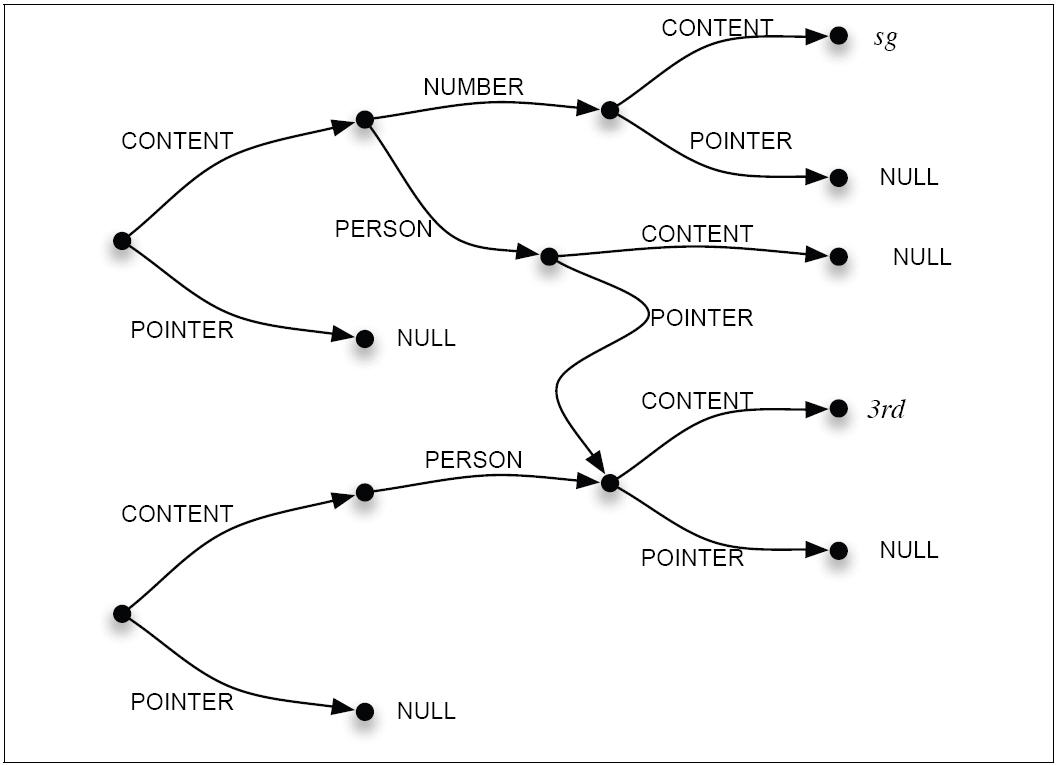 CONTENT
sg
NUMBER
CONTENT
POINTER
NULL
PERSON
CONTENT
NULL
POINTER
POINTER
NULL
CONTENT
3rd
PERSON
CONTENT
POINTER
NULL
POINTER
NULL